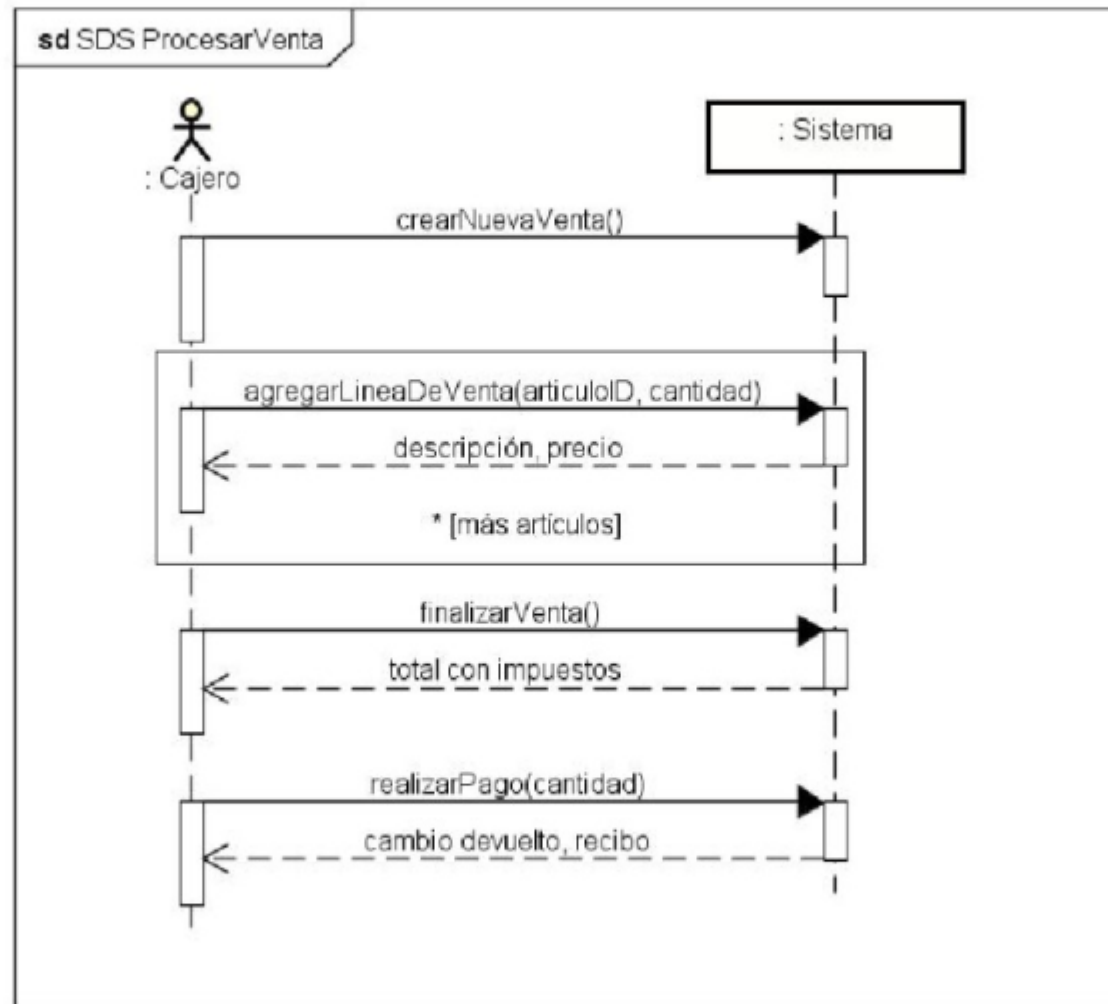 sd SDS ProcesarVenta
: Cajero
: Sistema
crearNuevaVenta()
agregarLineaDeVenta(articuloID, cantidad)
descripción, precio
* [más artículos]
finalizarVenta()
total con impuestos
realizarPago(cantidad)
cambio devuelto, recibo